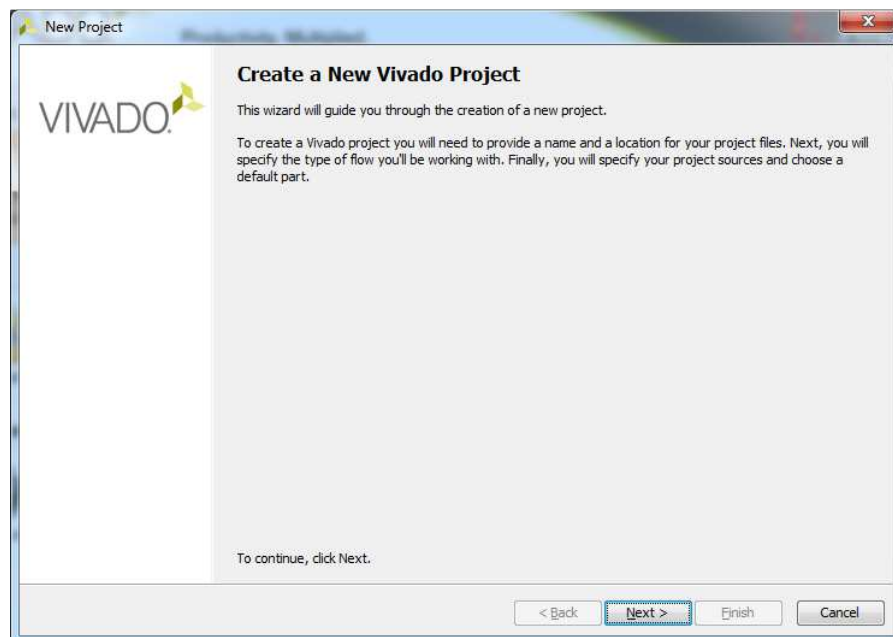 New Project
Productivity. Multiplied.
Create a New Vivado Project
VIVADO.
This wizard will guide you through the creation of a new project.
To create a Vivado project you will need to provide a name and a location for your project files. Next, you will
specify the type of flow you'll be working with. Finally, you will specify your project sources and choose a
default part.
To continue, click Next.
< Back
Next >
Finish
Cancel